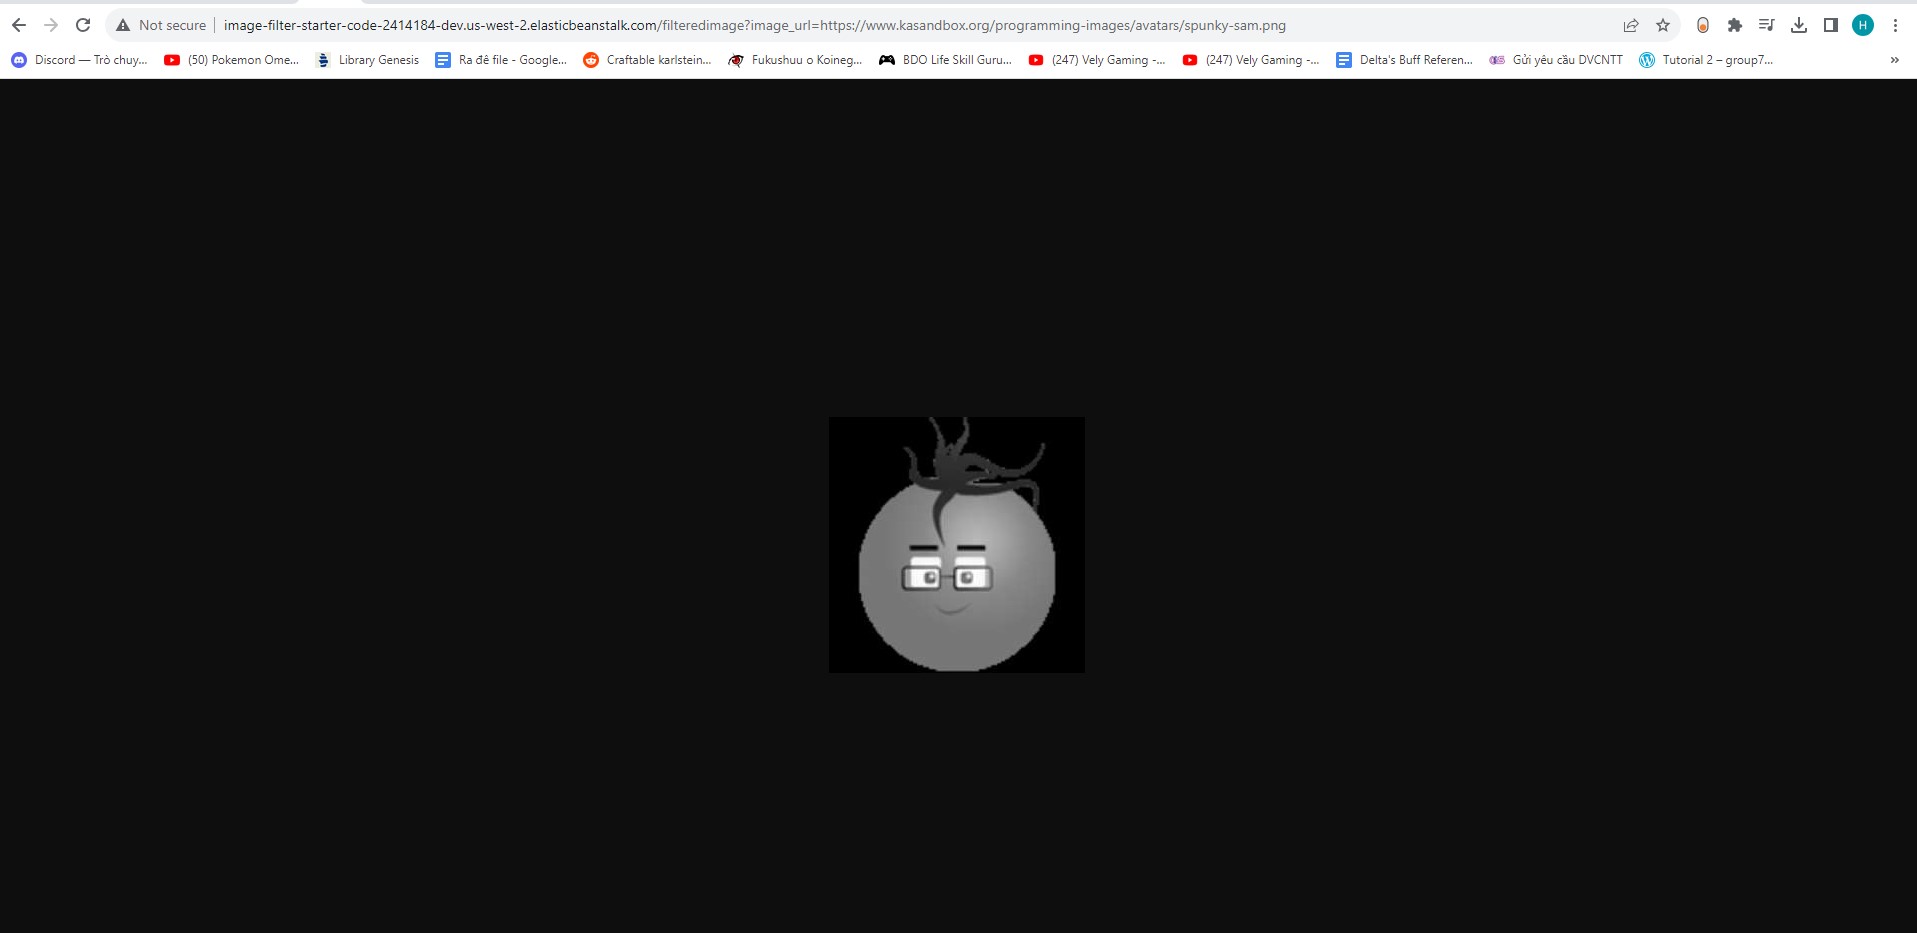 Not secure image-filter-starter-code-2414184-dev.us-west-2.elasticbeanstalk.com/filteredimage?image_url=https://www.kasandbox.org/programming-images/avatars/spunky-sam.png H
Discord — Trò chuy... (50) Pokemon Ome... Library Genesis Ra đê file - Google... Craftable karlstein... Fukushuu o Koineg... BDO Life Skill Guru... (247) Vely Gaming -... (247) Vely Gaming -... Delta's Buff Referen... Gửi yêu cầu DVCNTT Tutorial 2 – group7... »